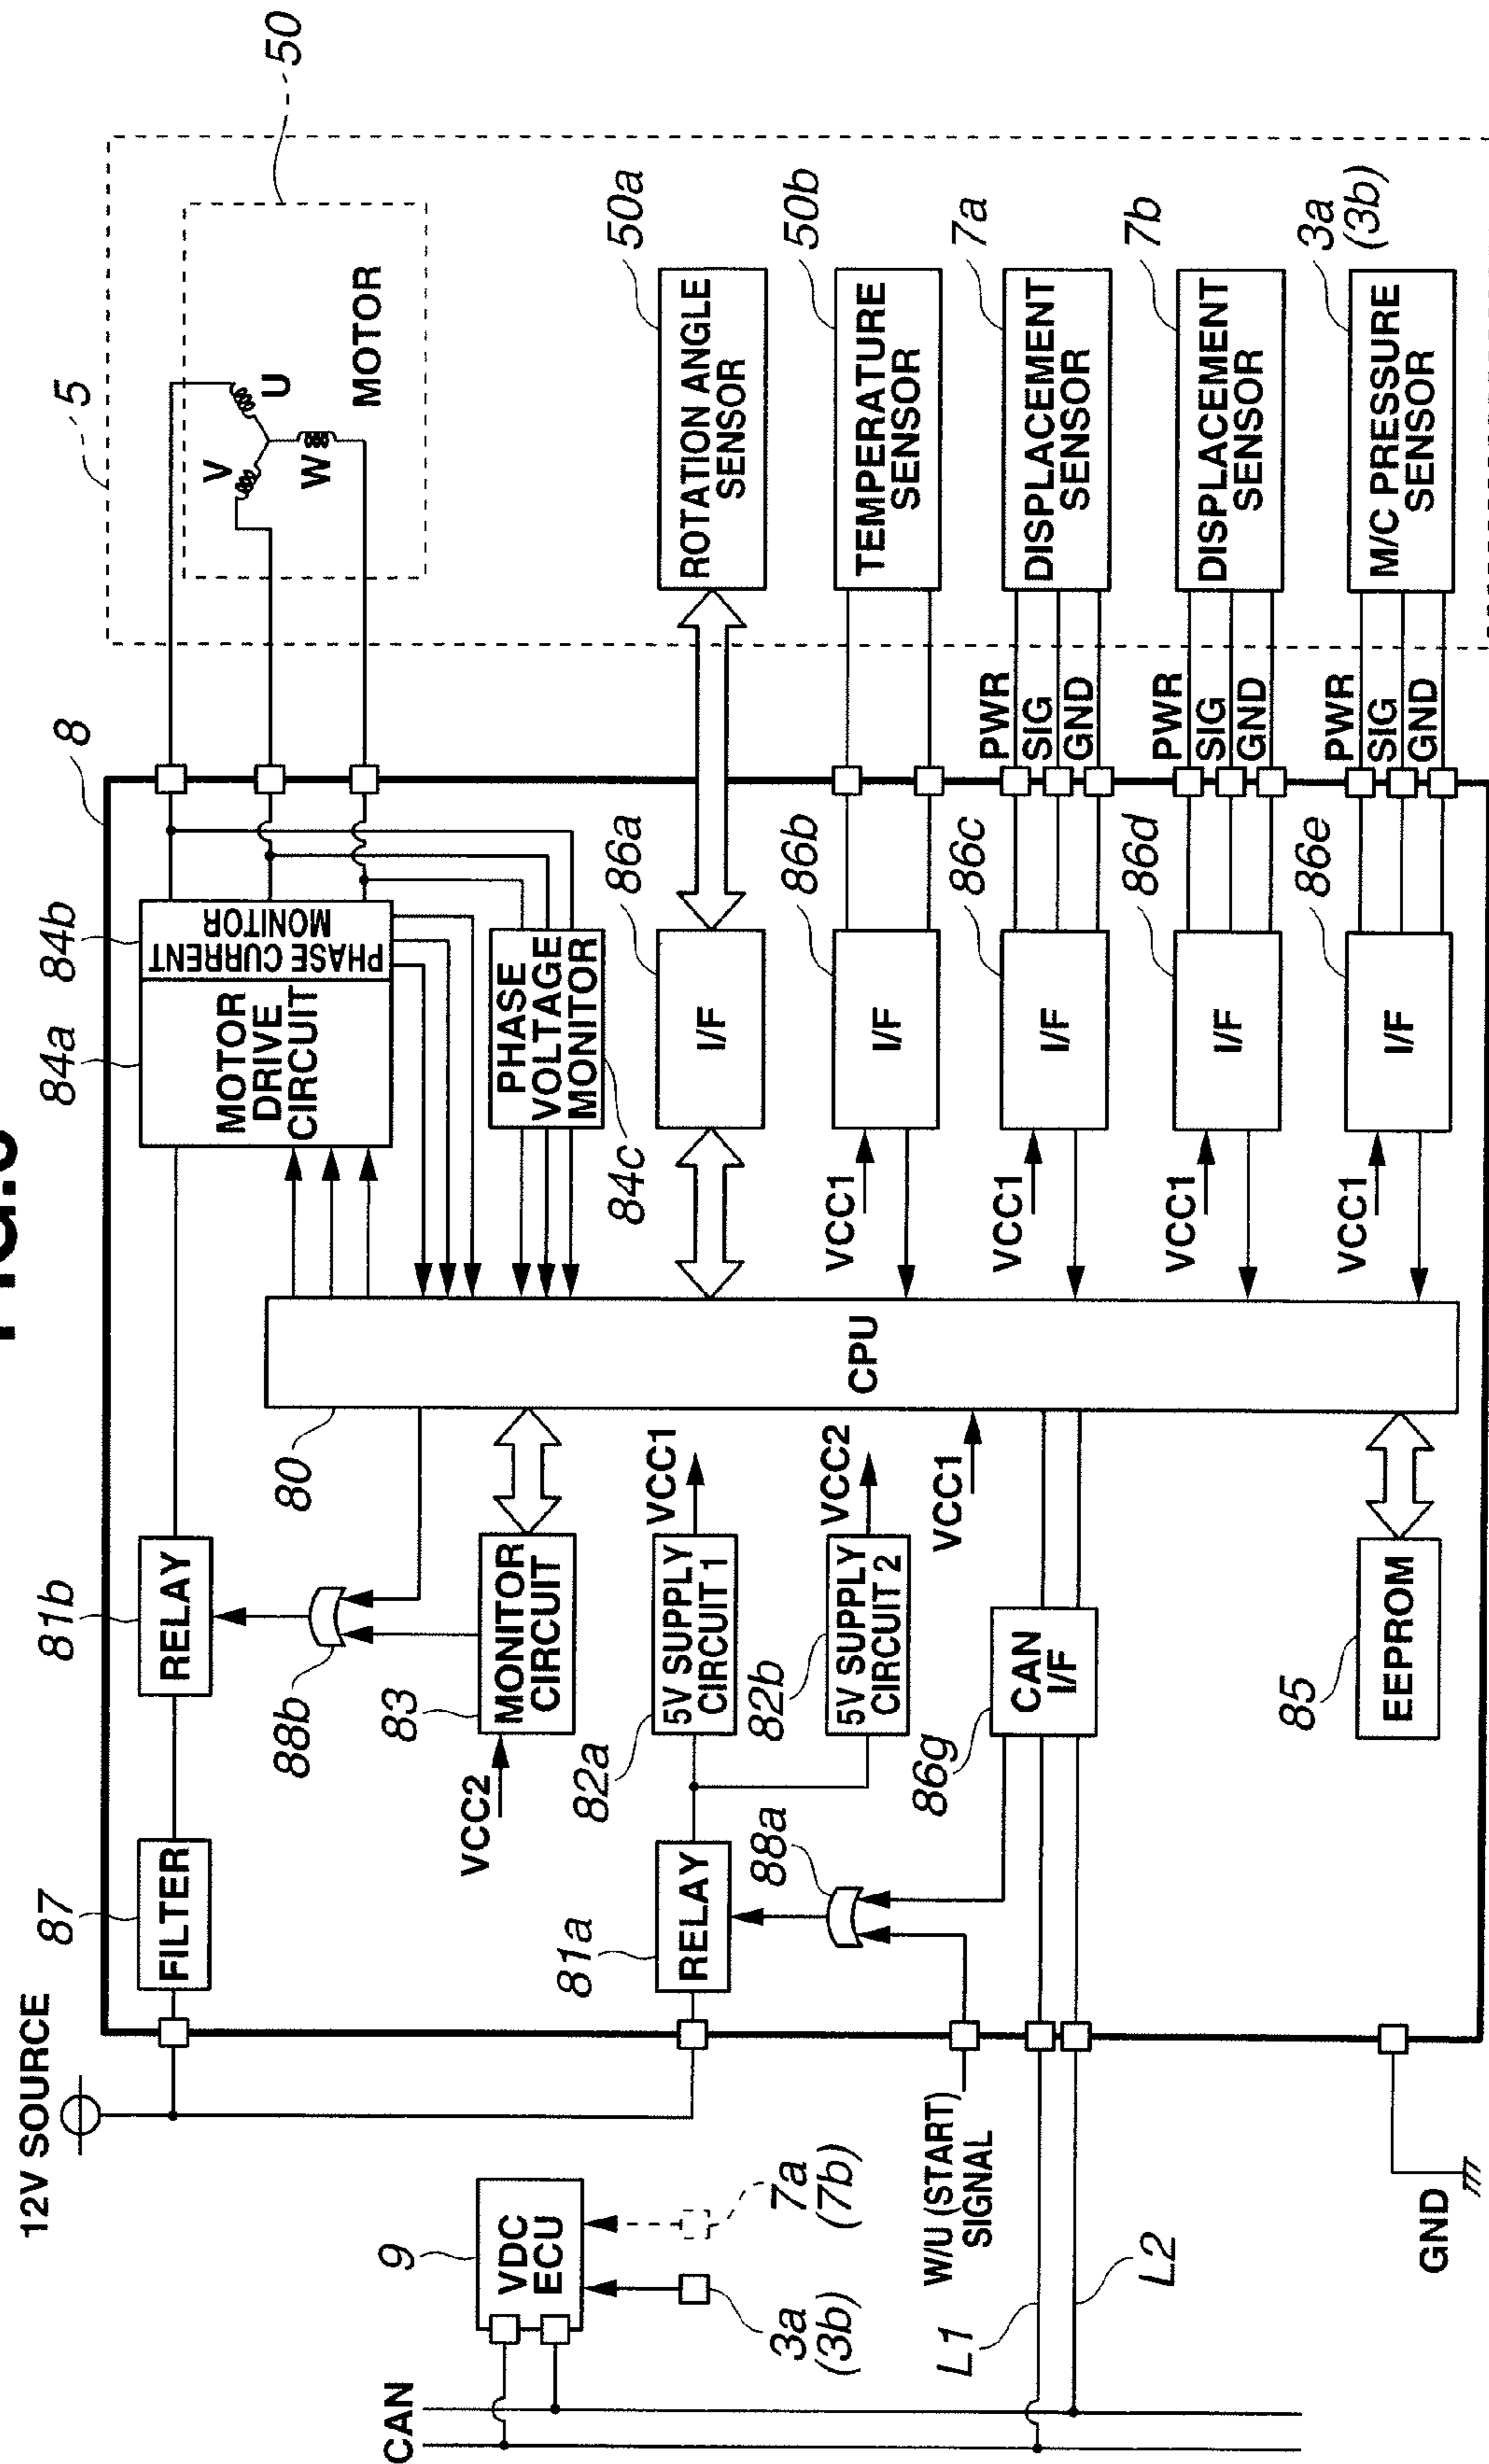 12V SOURCE
87
FILTER
81b
RELAY
84a
MOTOR
DRIVE
CIRCUIT
84b
PHASE CURRENT
MONITOR
8
5
50
U
V
W
MOTOR
80
CPU
88b
83
MONITOR
CIRCUIT
VCC2
84c
PHASE
VOLTAGE
MONITOR
81a
RELAY
82a
5V SUPPLY
CIRCUIT 1
VCC1
82b
5V SUPPLY
CIRCUIT 2
VCC2
88a
86a
I/F
50a
ROTATION ANGLE
SENSOR
86b
I/F
VCC1
50b
TEMPERATURE
SENSOR
86c
I/F
VCC1
PWR
SIG
GND
7a
DISPLACEMENT
SENSOR
86d
I/F
VCC1
PWR
SIG
GND
7b
DISPLACEMENT
SENSOR
86e
I/F
VCC1
PWR
SIG
GND
3a
(3b)
M/C PRESSURE
SENSOR
VCC1
86g
CAN
I/F
85
EEPROM
9
VDC
ECU
7a
(7b)
3a
(3b)
W/U (START)
SIGNAL
CAN
L1
L2
GND